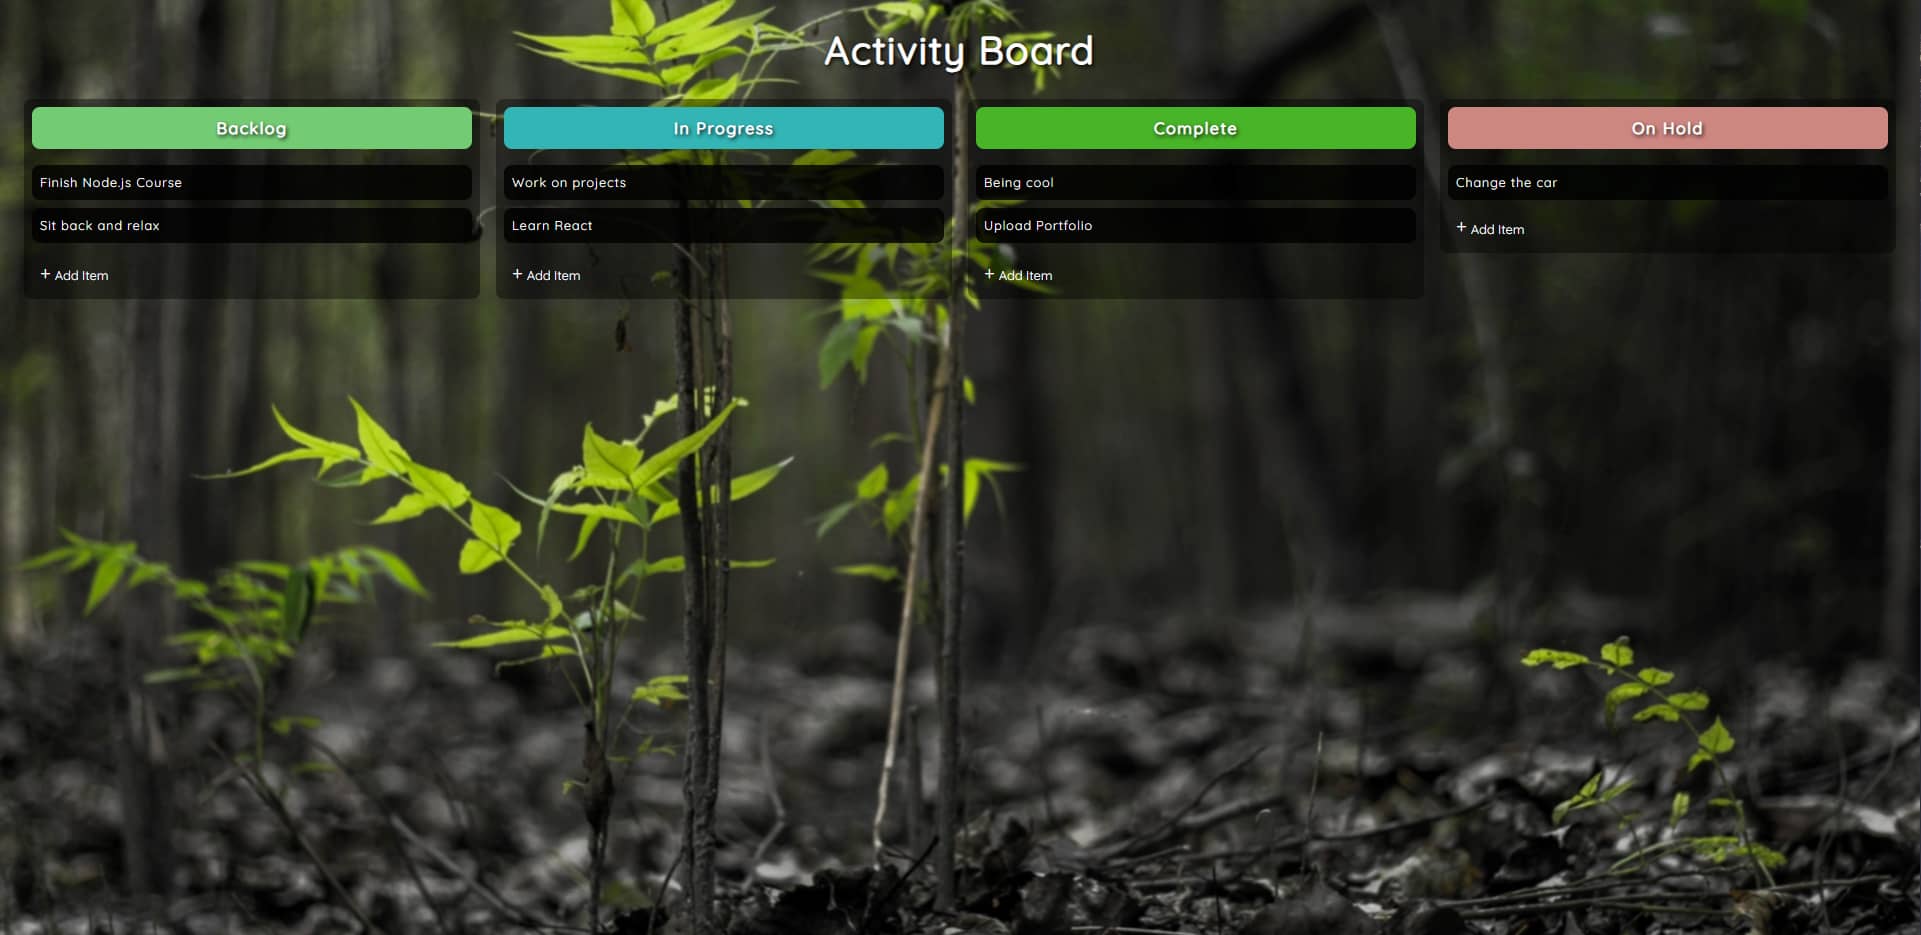 Activity Board
Backlog
Finish Node.js Course
Sit back and relax
+ Add Item
In Progress
Work on projects
Learn React
+ Add Item
Complete
Being cool
Upload Portfolio
+ Add Item
On Hold
Change the car
+ Add Item